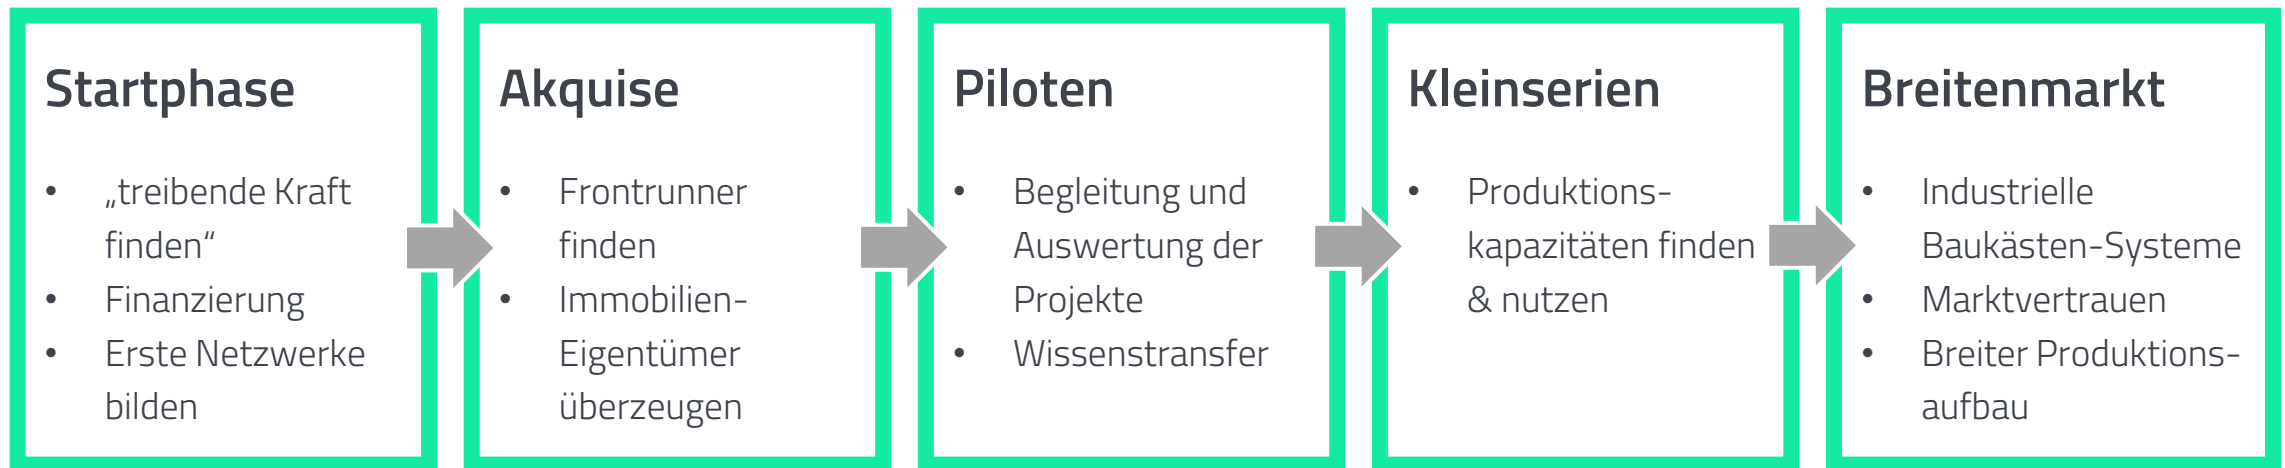 Startphase
• „treibende Kraft
finden“
• Finanzierung
• Erste Netzwerke
bilden
Akquise
• Frontrunner
finden
• Immobilien-
Eigentümer
überzeugen
Piloten
• Begleitung und
Auswertung der
Projekte
• Wissenstransfer
Kleinserien
• Produktions-
kapazitäten finden
& nutzen
Breitenmarkt
• Industrielle
Baukästen-Systeme
• Marktvertrauen
• Breiter Produktions-
aufbau